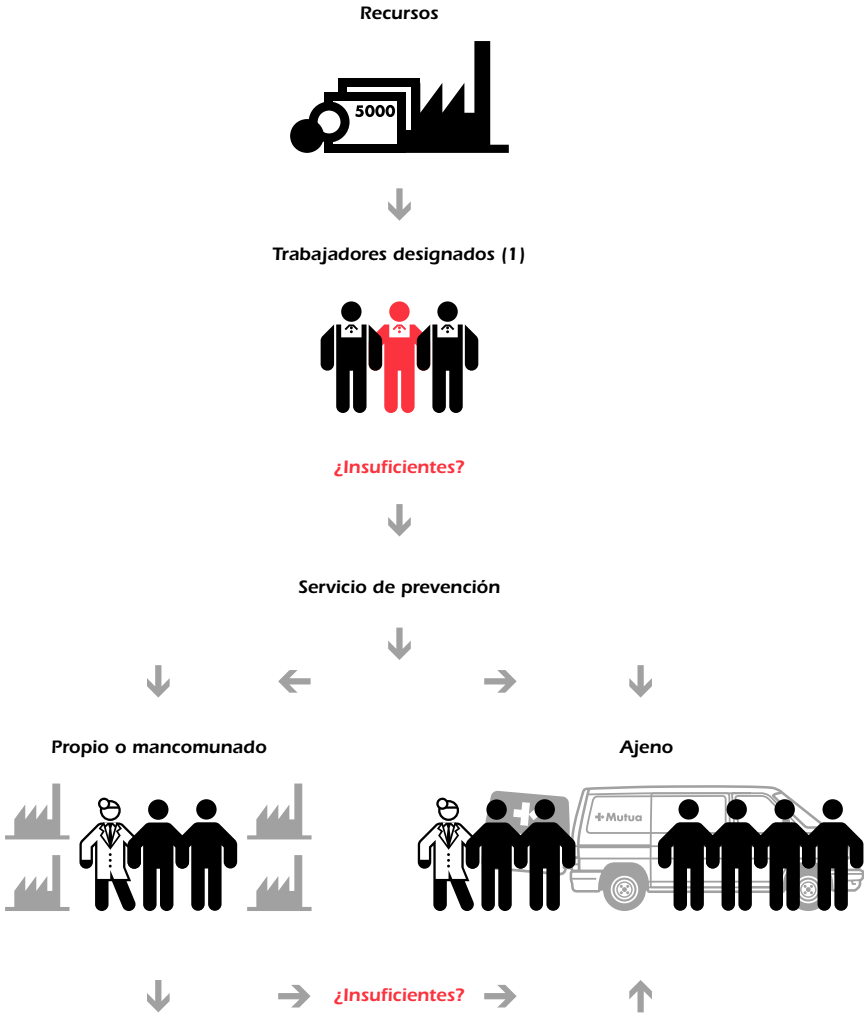 Recursos
5000
Trabajadores designados (1)
¿Insuficientes?
Servicio de prevención
Propio o mancomunado
Ajeno
Mutua
¿Insuficientes?